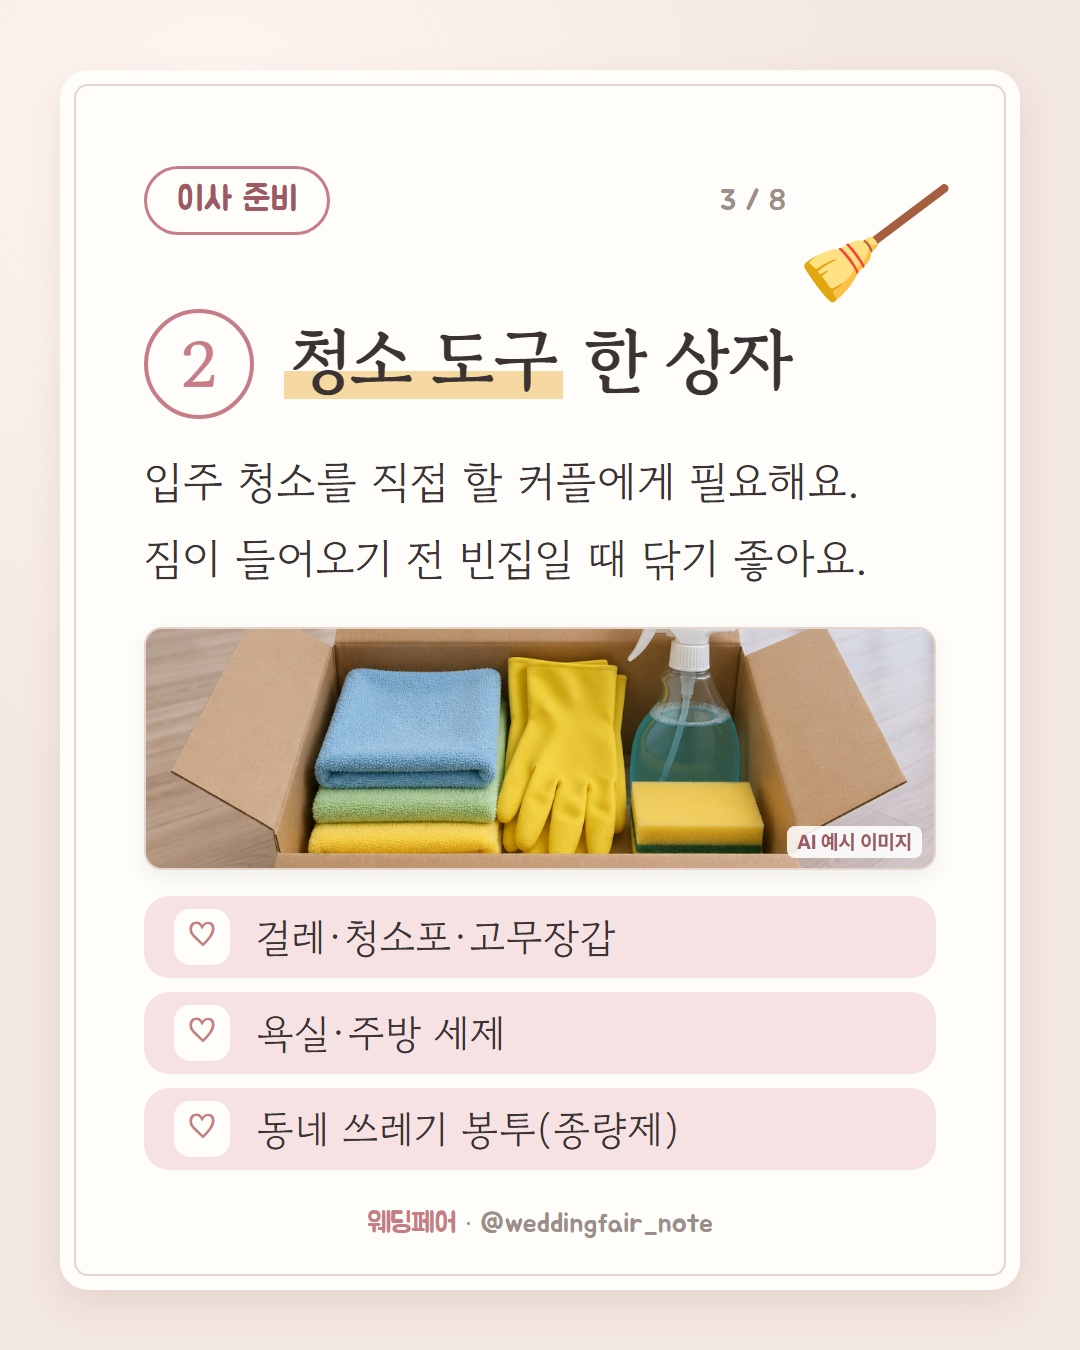 이사 준비
3 / 8
2
청소 도구 한 상자
입주 청소를 직접 할 커플에게 필요해요.
짐이 들어오기 전 빈집일 때 닦기 좋아요.
AI 예시 이미지
걸레·청소포·고무장갑
욕실·주방 세제
동네 쓰레기 봉투(종량제)
웨딩페어 · @weddingfair_note